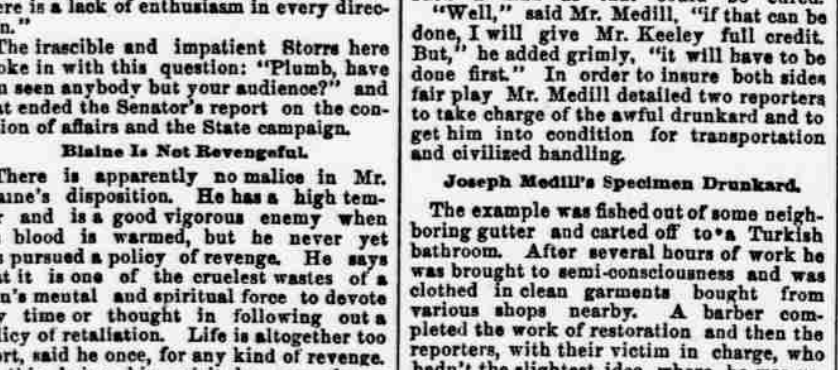 ere is a lack of enthusiasm in every direc-
n."
The irascible and impatient Storrs here
oke in with this question: "Plumb, have
n seen anybody but your audience?" and
at ended the Senator's report on the con-
ion of affairs and the State campaign.
Blaine Is Not Revengeful.
There is apparently no malice in Mr.
aine's disposition. He has a high tem-
r and is a good vigorous enemy when
blood is warmed, but he never yet
s pursued a policy of revenge. He says
at it is one of the cruelest wastes of a
n's mental and spiritual force to devote
y time or thought in following out a
licy of retaliation. Life is altogether too
ort, said he once, for any kind of revenge.
"Well," said Mr. Medill, "if that can be
done, I will give Mr. Keeley full credit.
But," he added grimly, "it will have to be
done first." In order to insure both sides
fair play Mr. Medill detailed two reporters
to take charge of the awful drunkard and to
get him into condition for transportation
and civilized handling.
Joseph Medill's Specimen Drunkard.
The example was fished out of some neigh-
boring gutter and carted off to a Turkish
bathroom. After several hours of work he
was brought to semi-consciousness and was
clothed in clean garments bought from
various shops nearby. A barber com-
pleted the work of restoration and then the
reporters, with their victim in charge, who
hadn't the slightest idea where he